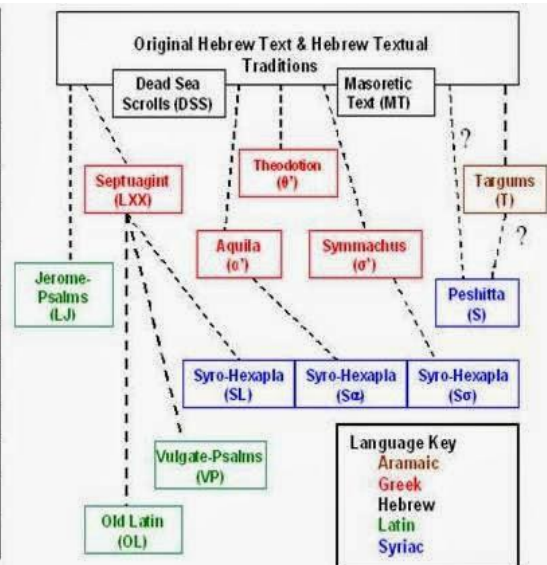 Original Hebrew Text & Hebrew Textual
Traditions
Dead Sea
Scrolls (DSS)
Masoretic
Text (MT)
?
Theodotion
(θ')
Septuagint
(LXX)
Targums
(T)
?
Aquila
(α')
Symmachus
(σ')
Jerome-
Psalms
(LJ)
Peshitta
(S)
Syro-Hexapla
(SL)
Syro-Hexapla
(Sα)
Syro-Hexapla
(Sσ)
Vulgate-Psalms
(VP)
Old Latin
(OL)
Language Key
Aramaic
Greek
Hebrew
Latin
Syriac